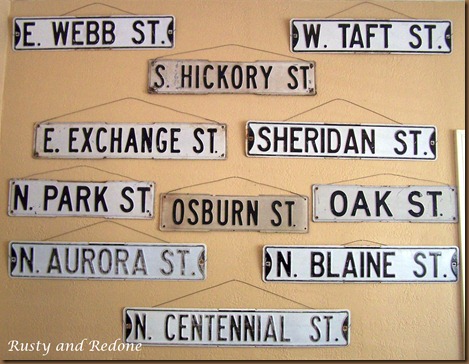 E. WEBB ST.
W. TAFT ST.
S. HICKORY ST.
E. EXCHANGE ST.
SHERIDAN ST.
N. PARK ST.
OSBURN ST.
OAK ST.
N. AURORA ST.
N. BLAINE ST.
N. CENTENNIAL ST.
Rusty and Redone